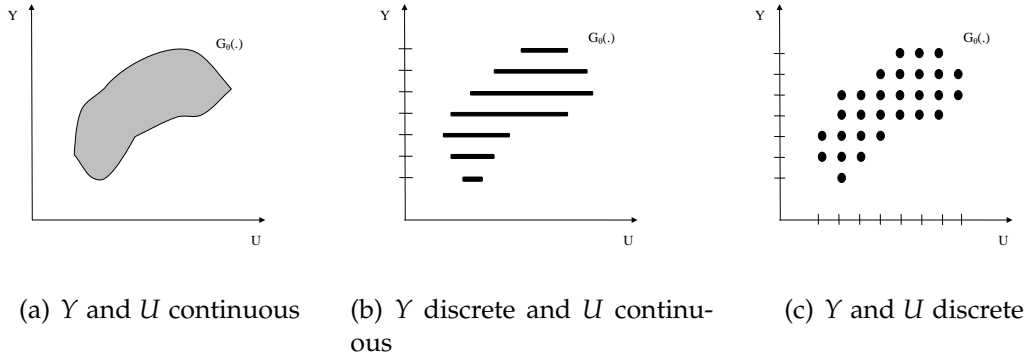 Y
G_θ(.)
U
(a) Y and U continuous
Y
G_θ(.)
U
(b) Y discrete and U continu-
ous
Y
G_θ(.)
U
(c) Y and U discrete